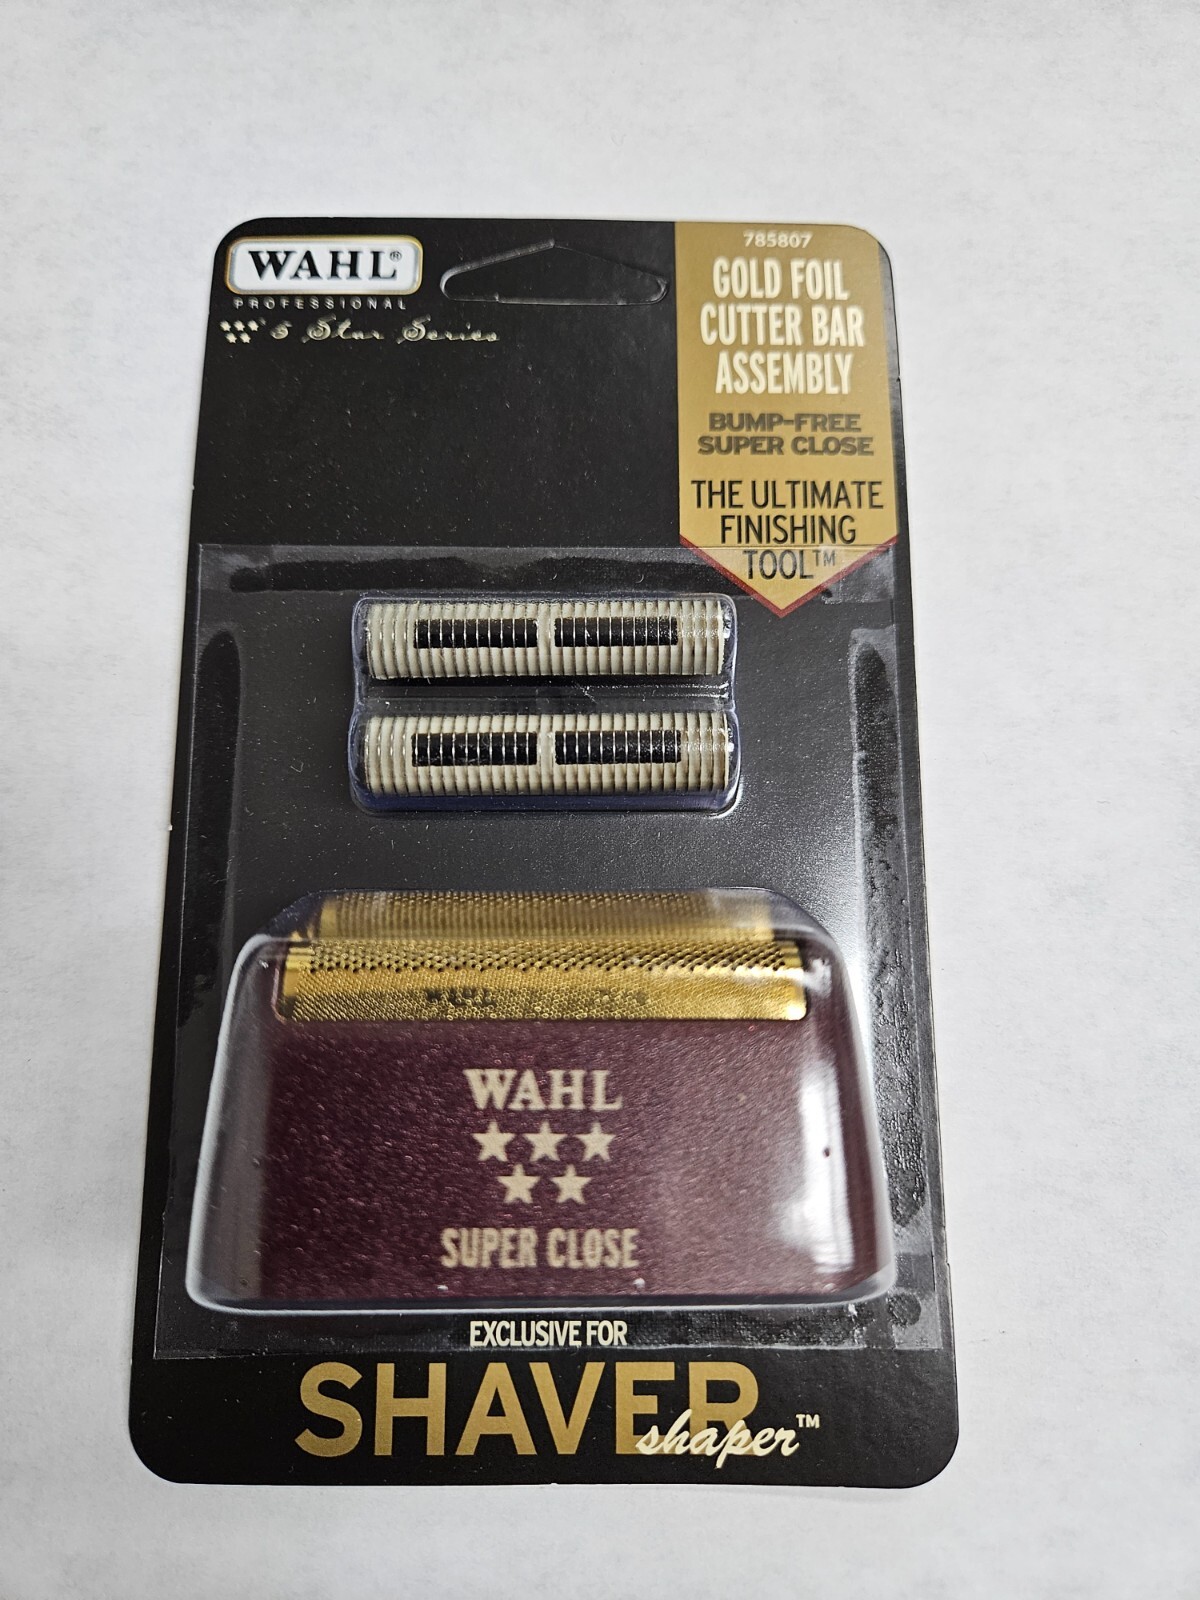 WAHL®
PROFESSIONAL
5 Star Series
785807
GOLD FOIL
CUTTER BAR
ASSEMBLY
BUMP-FREE
SUPER CLOSE
THE ULTIMATE
FINISHING
TOOL™
WAHL
WAHL
SUPER CLOSE
EXCLUSIVE FOR
SHAVER
shaper™